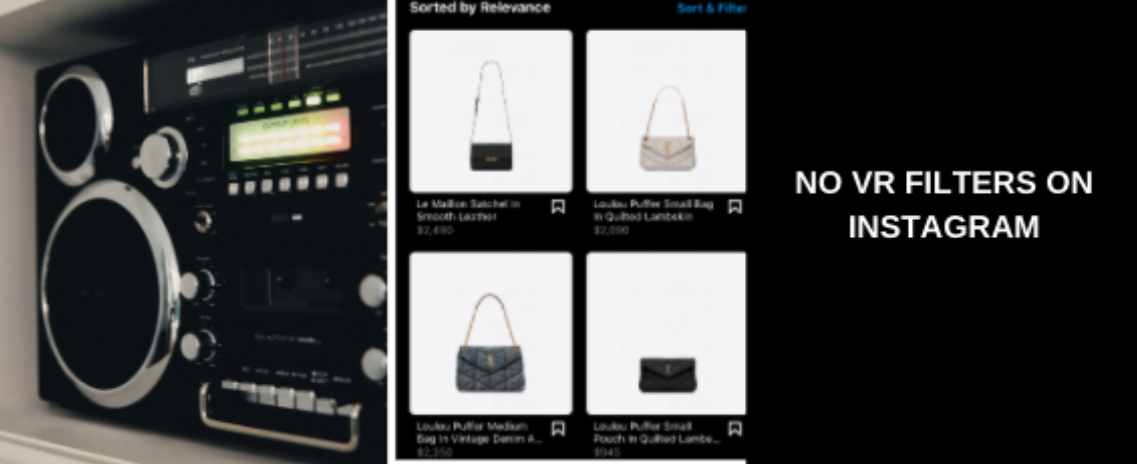 Sorted by Relevance
Sort & Filter
Le Maillon Satchel In
Smooth Leather
$2,490
Loulou Puffer Small Bag
In Quilted Lambskin
$2,090
Loulou Puffer Medium
Bag In Vintage Denim A...
$2,350
Loulou Puffer Small
Pouch In Quilted Lambs...
$945
NO VR FILTERS ON
INSTAGRAM